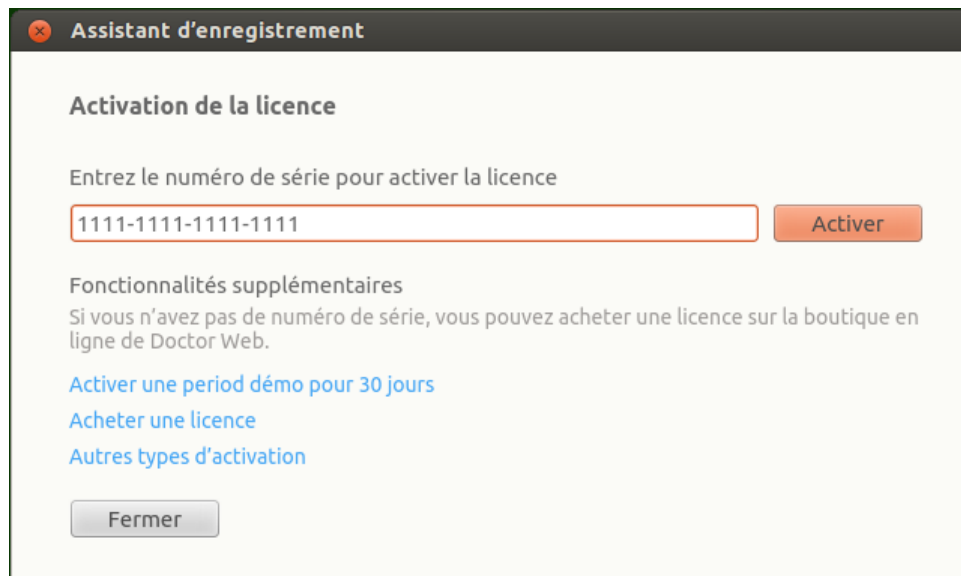 Assistant d’enregistrement
Activation de la licence
Entrez le numéro de série pour activer la licence
1111-1111-1111-1111
Activer
Fonctionnalités supplémentaires
Si vous n’avez pas de numéro de série, vous pouvez acheter une licence sur la boutique en
ligne de Doctor Web.
Activer une period démo pour 30 jours
Acheter une licence
Autres types d’activation
Fermer